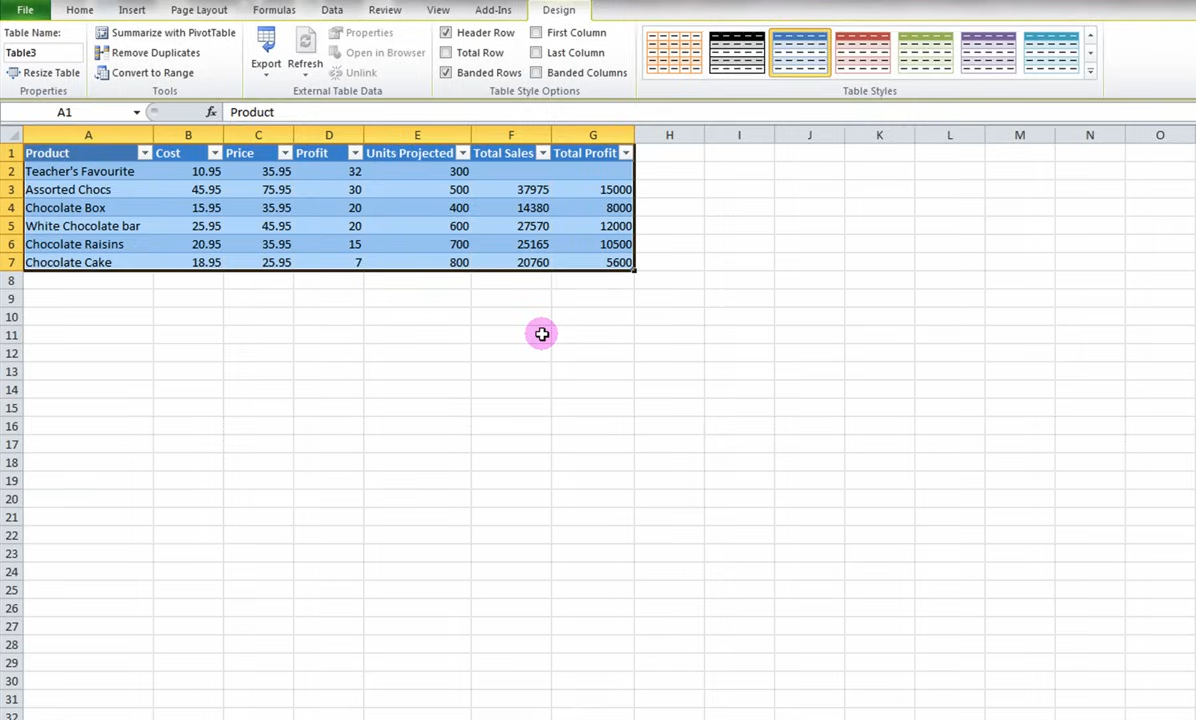 File Home Insert Page Layout Formulas Data Review View Add-Ins Design
Table Name: Summarize with PivotTable Properties Header Row First Column
Table3 Remove Duplicates Export Refresh Open in Browser Total Row Last Column
Resize Table Convert to Range Unlink Banded Rows Banded Columns
Properties Tools External Table Data Table Style Options Table Styles
A1 fx Product
A B C D E F G H I J K L M N O
1 Product Cost Price Profit Units Projected Total Sales Total Profit
2 Teacher's Favourite 10.95 35.95 32 300
3 Assorted Chocs 45.95 75.95 30 500 37975 15000
4 Chocolate Box 15.95 35.95 20 400 14380 8000
5 White Chocolate bar 25.95 45.95 20 600 27570 12000
6 Chocolate Raisins 20.95 35.95 15 700 25165 10500
7 Chocolate Cake 18.95 25.95 7 800 20760 5600
8
9
10
11
12
13
14
15
16
17
18
19
20
21
22
23
24
25
26
27
28
29
30
31
32